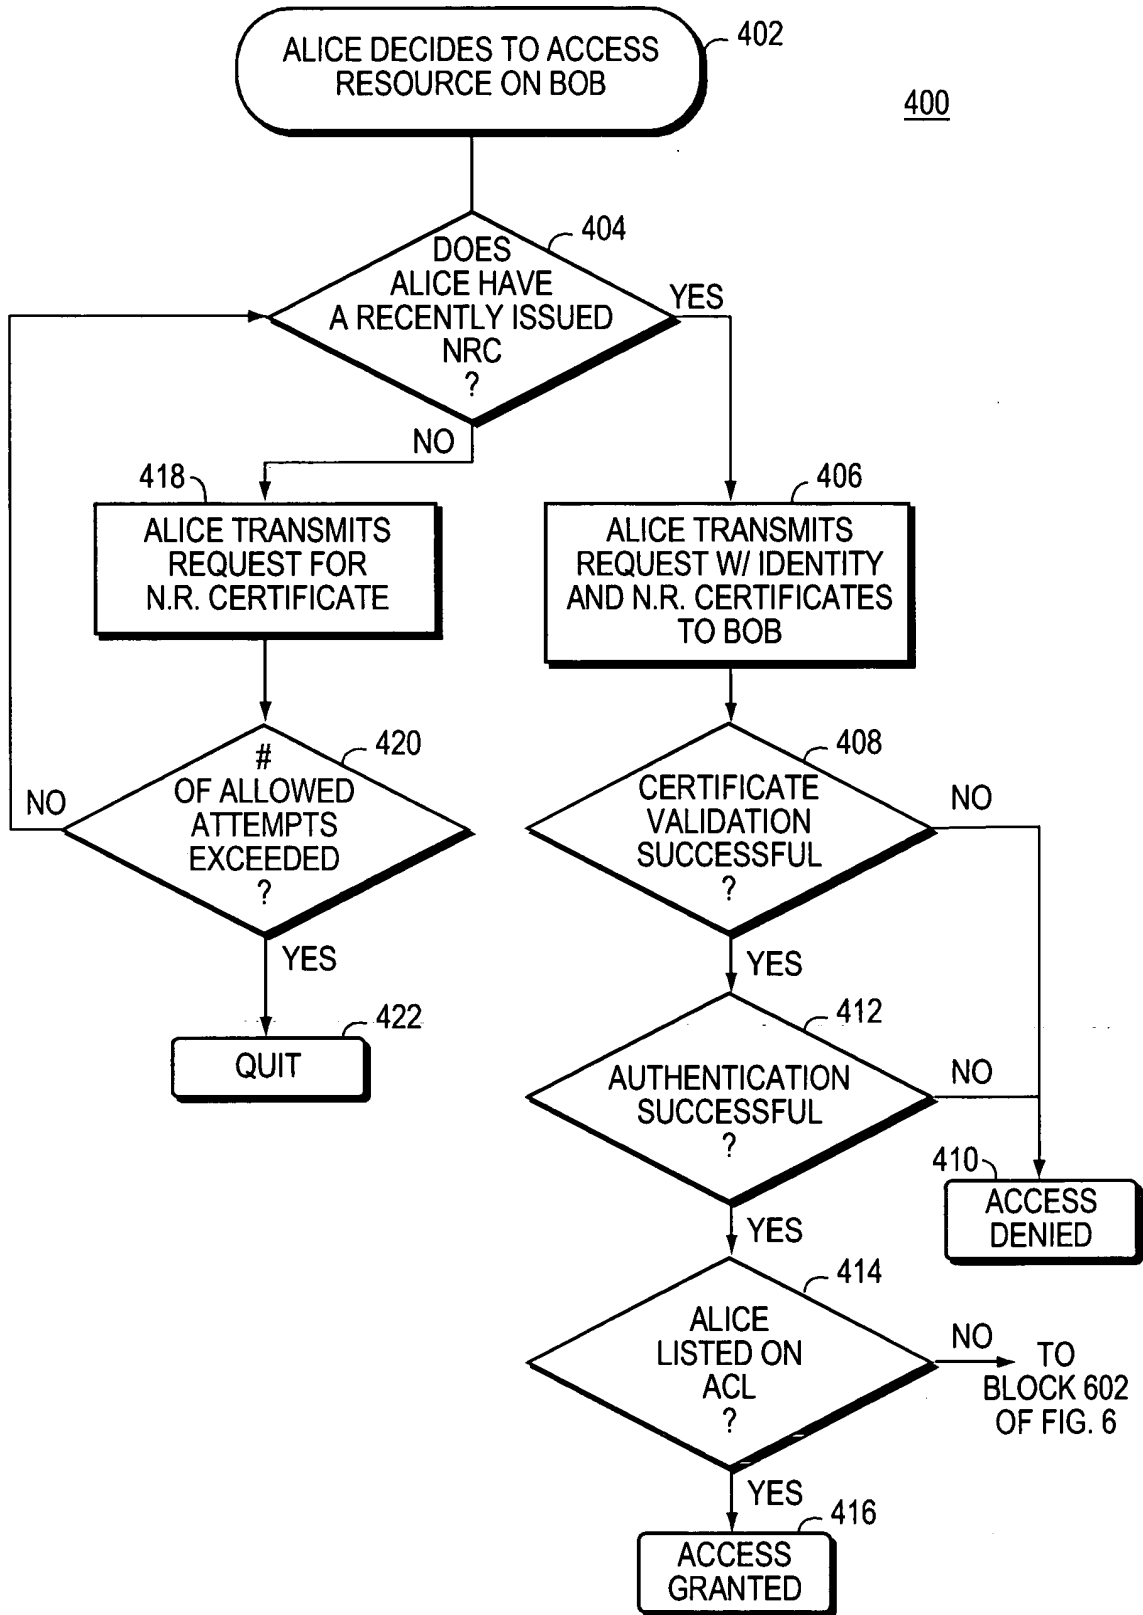 ALICE DECIDES TO ACCESS
RESOURCE ON BOB
402
400
404
DOES
ALICE HAVE
A RECENTLY ISSUED
NRC
?
YES
NO
418
ALICE TRANSMITS
REQUEST FOR
N.R. CERTIFICATE
406
ALICE TRANSMITS
REQUEST W/ IDENTITY
AND N.R. CERTIFICATES
TO BOB
420
#
OF ALLOWED
ATTEMPTS
EXCEEDED
?
NO
YES
422
QUIT
408
CERTIFICATE
VALIDATION
SUCCESSFUL
?
NO
YES
412
AUTHENTICATION
SUCCESSFUL
?
NO
YES
410
ACCESS
DENIED
414
ALICE
LISTED ON
ACL
?
NO
TO
BLOCK 602
OF FIG. 6
YES
416
ACCESS
GRANTED